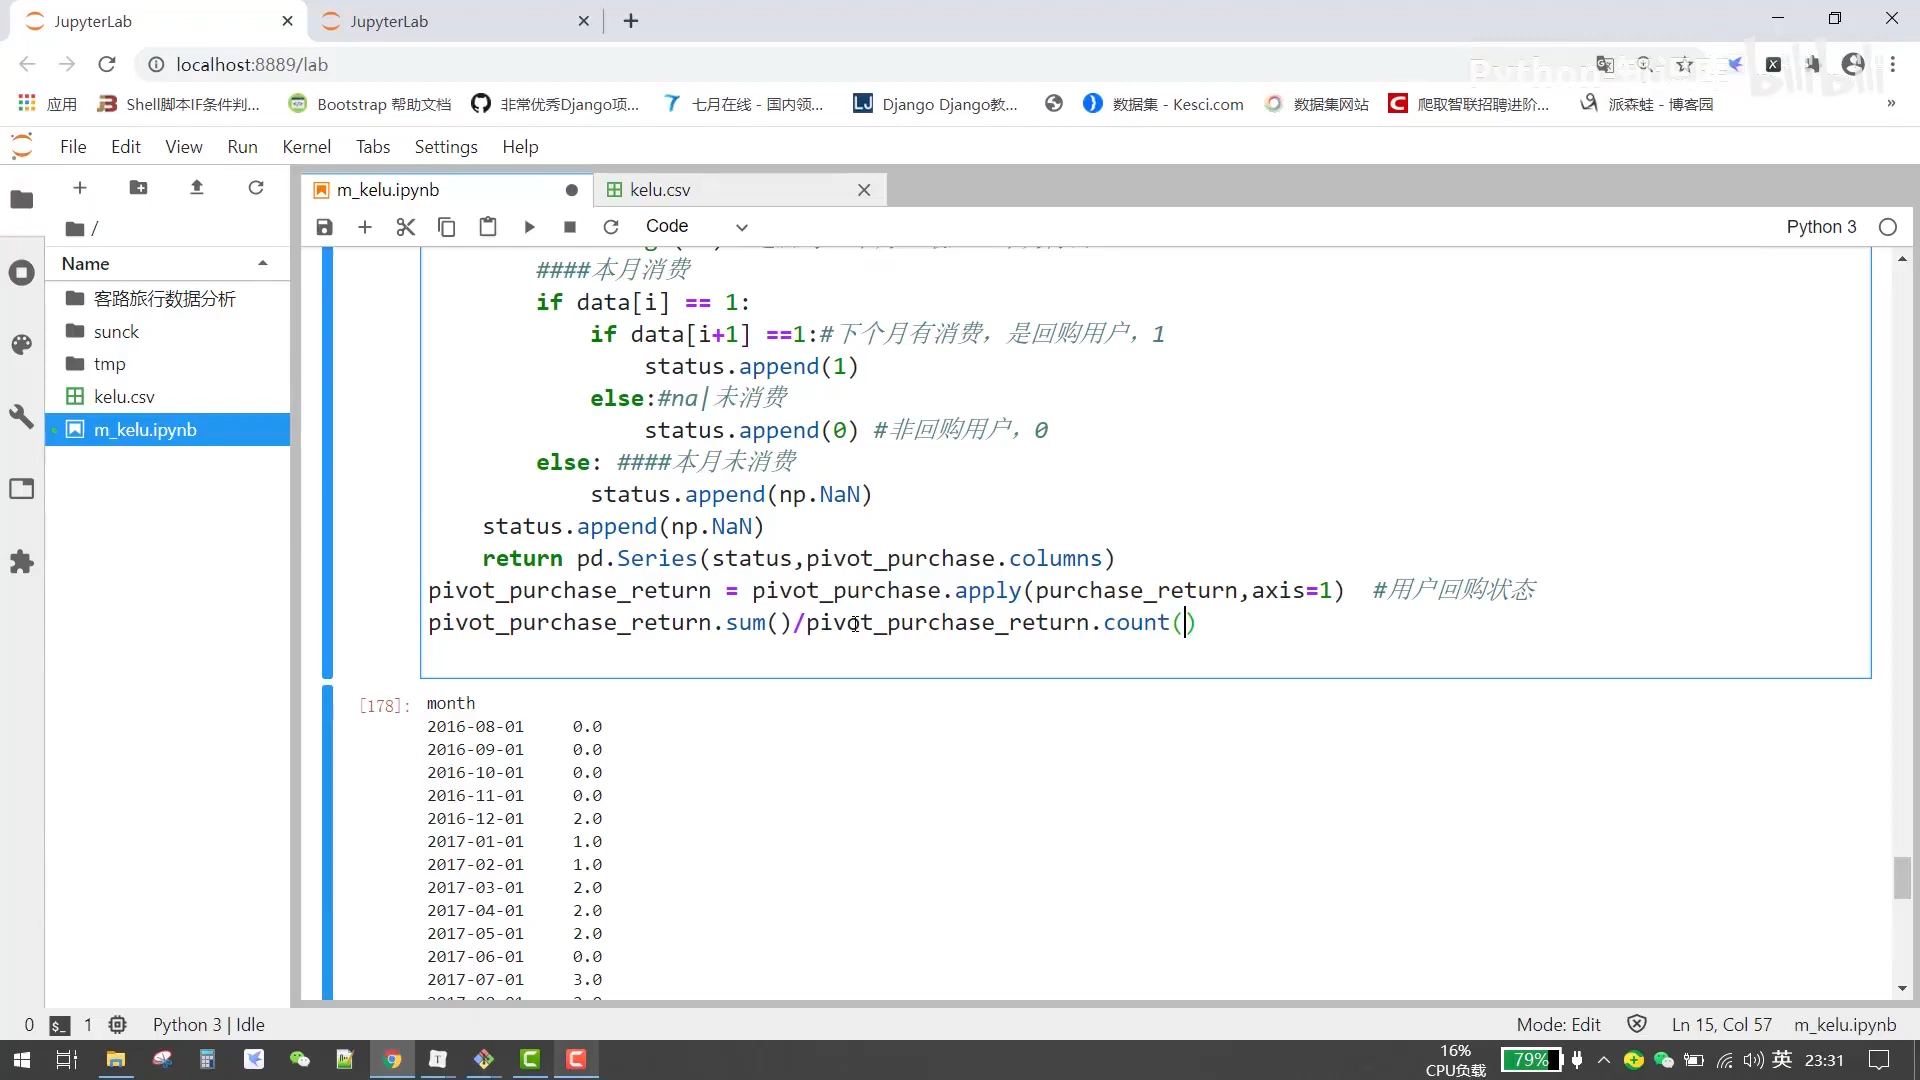 JupyterLab
JupyterLab
localhost:8889/lab
应用
Shell脚本IF条件判...
Bootstrap 帮助文档
非常优秀Django项...
七月在线 - 国内领...
Django Django教...
数据集 - Kesci.com
数据集网站
爬取智联招聘进阶...
派森蛙 - 博客园
»
bilibili
File Edit View Run Kernel Tabs Settings Help
m_kelu.ipynb
kelu.csv
/
Code
Python 3
Name
客路旅行数据分析
sunck
tmp
kelu.csv
m_kelu.ipynb
####本月消费
if data[i] == 1:
if data[i+1] ==1:#下个月有消费，是回购用户，1
status.append(1)
else:#na|未消费
status.append(0) #非回购用户，0
else: ####本月未消费
status.append(np.NaN)
status.append(np.NaN)
return pd.Series(status,pivot_purchase.columns)
pivot_purchase_return = pivot_purchase.apply(purchase_return,axis=1)  #用户回购状态
pivot_purchase_return.sum()/pivot_purchase_return.count()
[178]:
month
2016-08-01 0.0
2016-09-01 0.0
2016-10-01 0.0
2016-11-01 0.0
2016-12-01 2.0
2017-01-01 1.0
2017-02-01 1.0
2017-03-01 2.0
2017-04-01 2.0
2017-05-01 2.0
2017-06-01 0.0
2017-07-01 3.0
0
1
Python 3 | Idle
Mode: Edit
Ln 15, Col 57
m_kelu.ipynb
16%
CPU负载
79%
英
23:31